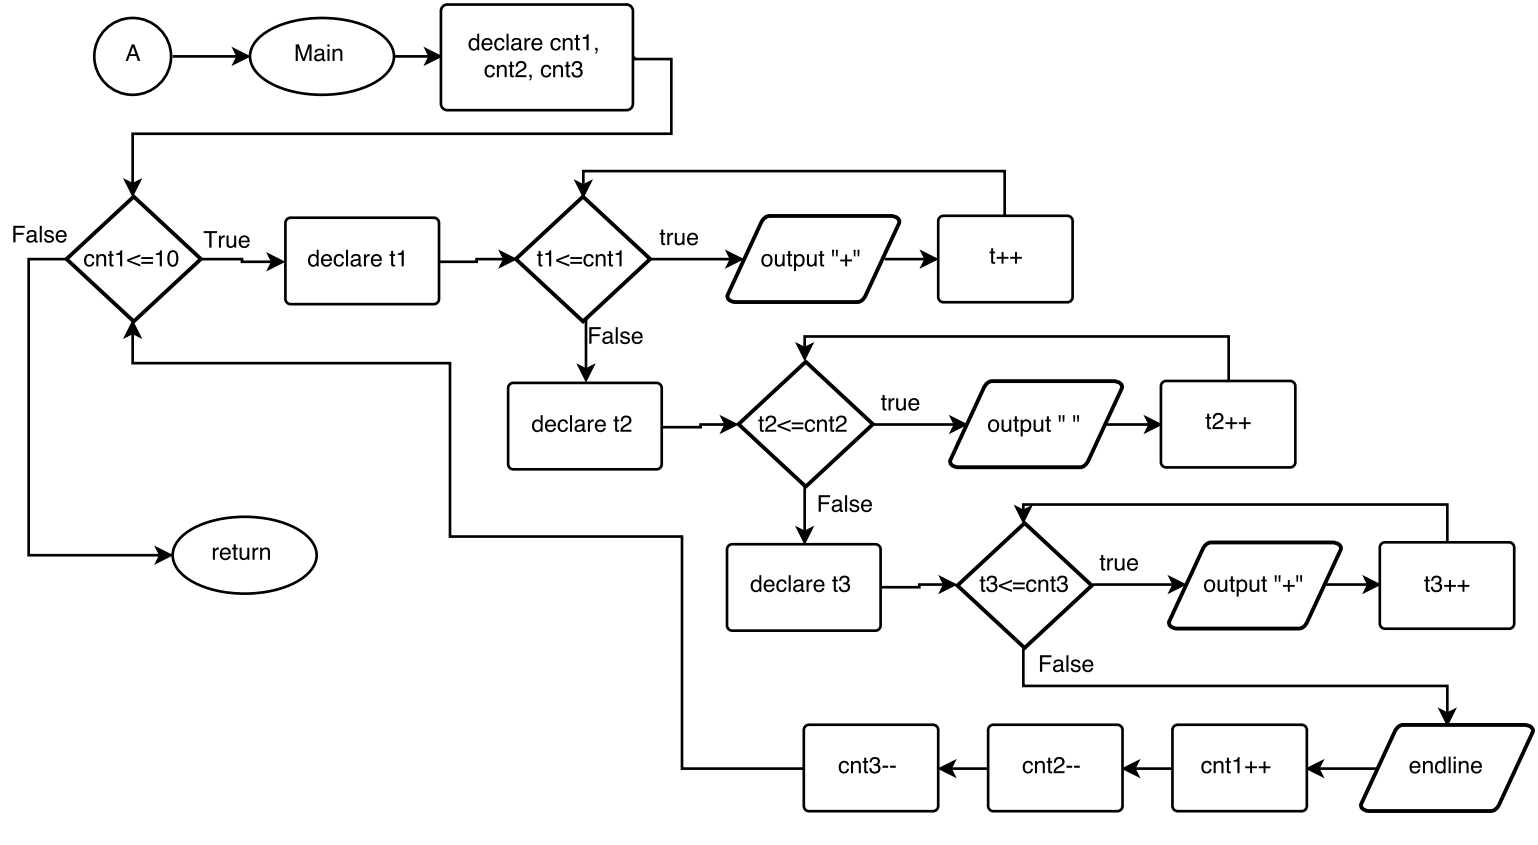 A
Main
declare cnt1,
cnt2, cnt3
False
cnt1<=10
True
declare t1
t1<=cnt1
true
output "+"
t++
False
declare t2
t2<=cnt2
true
output " "
t2++
False
return
declare t3
t3<=cnt3
true
output "+"
t3++
False
cnt3--
cnt2--
cnt1++
endline